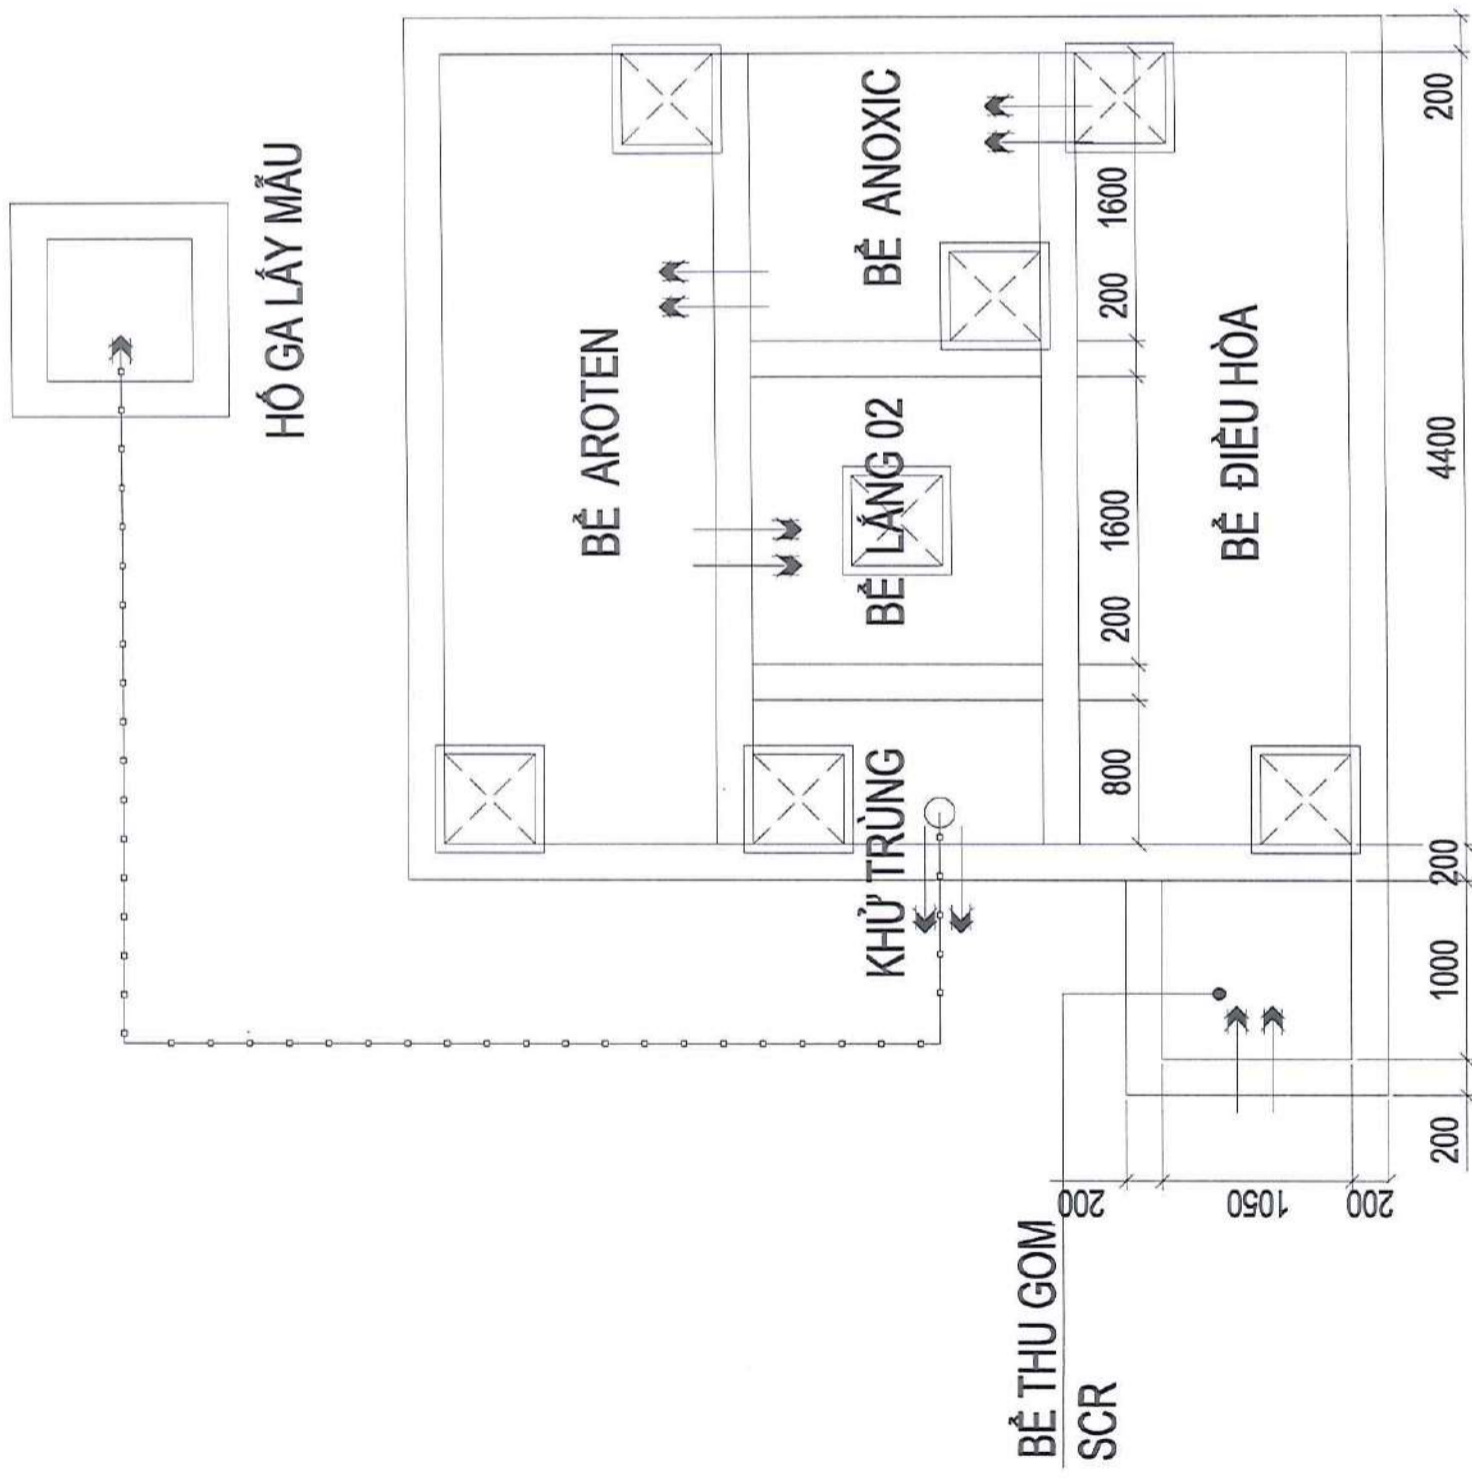 HỐ GA LẤY MẪU
BỂ AROTEN
BỂ ANOXIC
BỂ LẮNG 02
KHỬ TRÙNG
BỂ ĐIỀU HÒA
BỂ THU GOM
SCR
800
200
1600
200
1600
200
1000
200
4400
200
200
1050
200